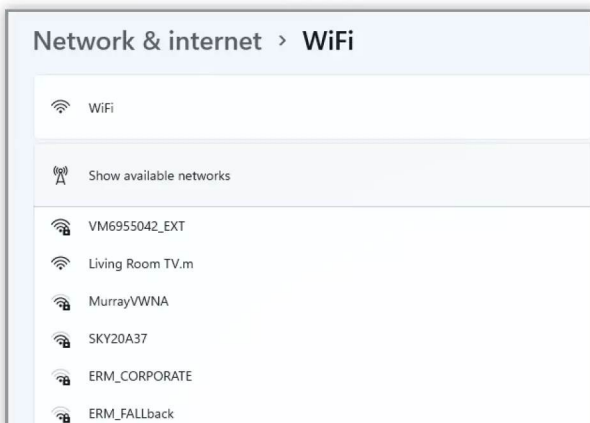 Network & internet > WiFi
WiFi
Show available networks
VM6955042_EXT
Living Room TV.m
MurrayVWNA
SKY20A37
ERM_CORPORATE
ERM_FALLback